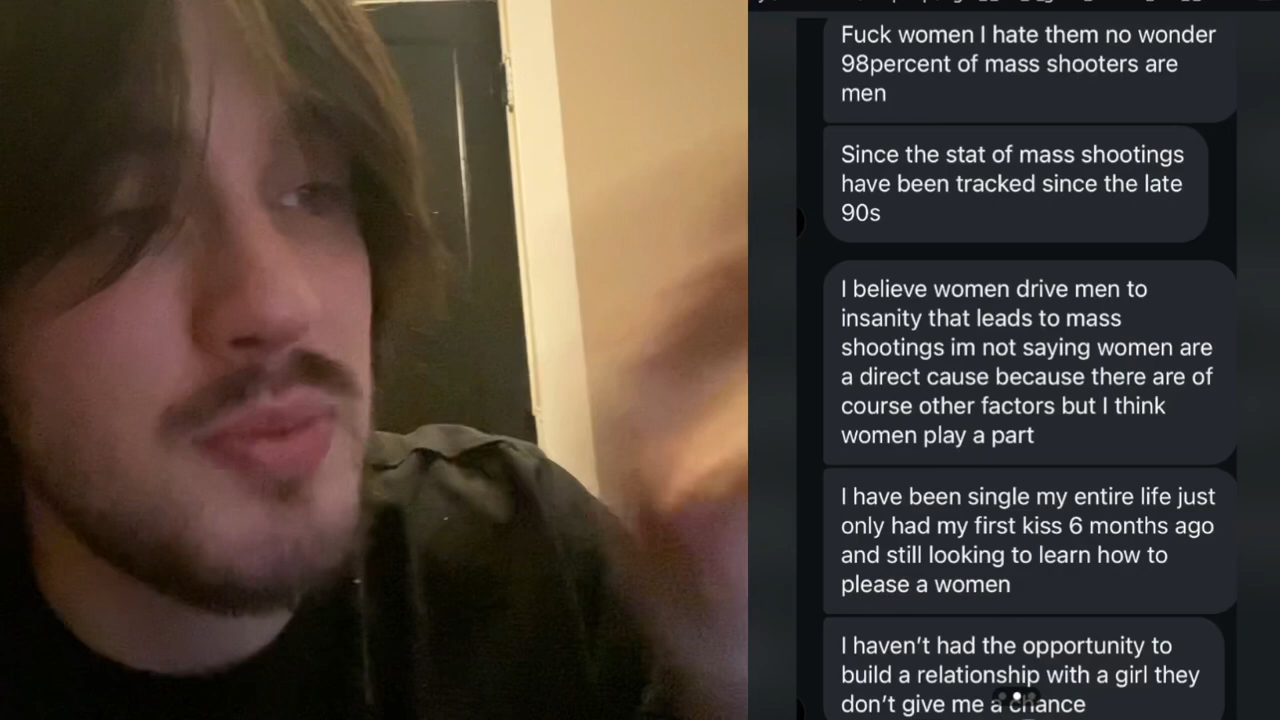 Fuck women I hate them no wonder
98percent of mass shooters are
men
Since the stat of mass shootings
have been tracked since the late
90s
I believe women drive men to
insanity that leads to mass
shootings im not saying women are
a direct cause because there are of
course other factors but I think
women play a part
I have been single my entire life just
only had my first kiss 6 months ago
and still looking to learn how to
please a women
I haven't had the opportunity to
build a relationship with a girl they
don't give me a chance